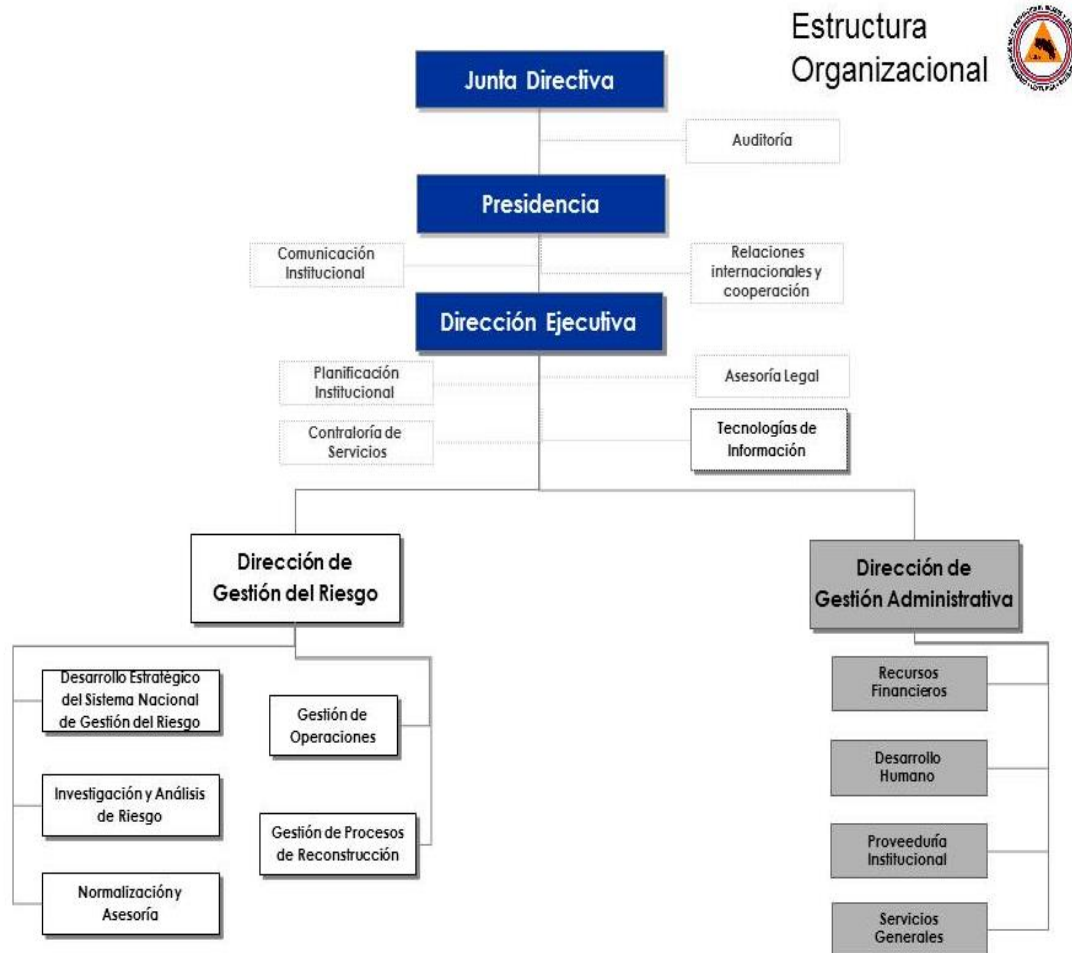 Estructura
Organizacional
Junta Directiva
Auditoría
Presidencia
Comunicación
Institucional
Relaciones
internacionales y
cooperación
Dirección Ejecutiva
Planificación
Institucional
Asesoría Legal
Contraloría de
Servicios
Tecnologías de
Información
Dirección de
Gestión del Riesgo
Dirección de
Gestión Administrativa
Desarrollo Estratégico
del Sistema Nacional
de Gestión del Riesgo
Gestión de
Operaciones
Investigación y Análisis
de Riesgo
Gestión de Procesos
de Reconstrucción
Normalización y
Asesoría
Recursos
Financieros
Desarrollo
Humano
Proveeduría
Institucional
Servicios
Generales